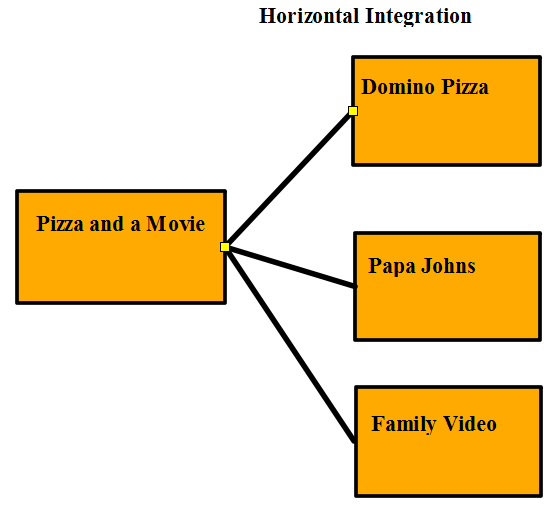 Horizontal Integration
Domino Pizza
Pizza and a Movie
Papa Johns
Family Video